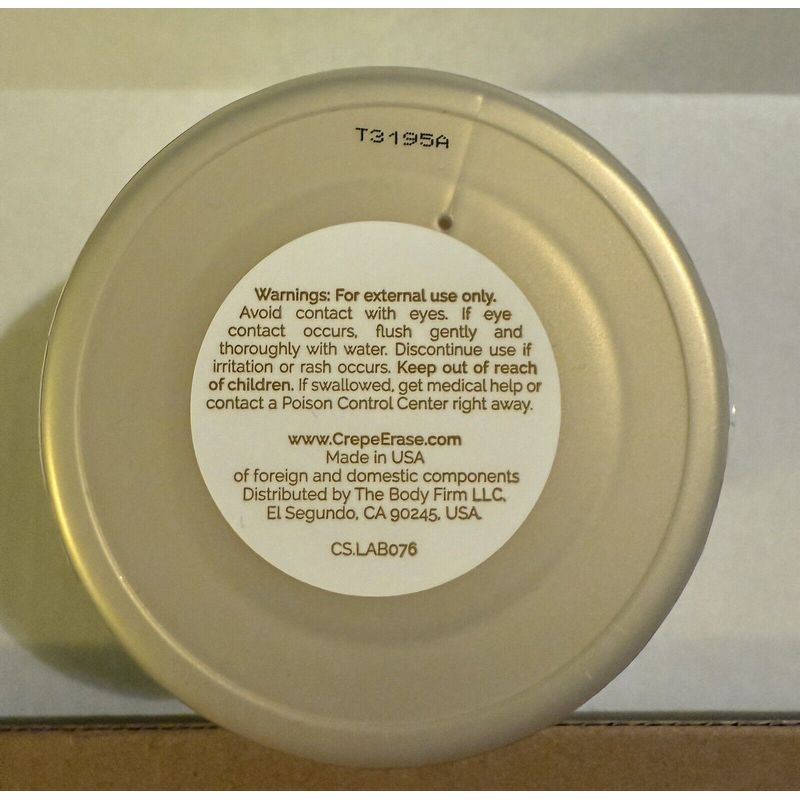 T3195A
Warnings: For external use only.
Avoid contact with eyes. If eye
contact occurs, flush gently and
thoroughly with water. Discontinue use if
irritation or rash occurs. Keep out of reach
of children. If swallowed, get medical help or
contact a Poison Control Center right away.
www.CrepeErase.com
Made in USA
of foreign and domestic components
Distributed by The Body Firm LLC,
El Segundo, CA 90245, USA.
CS.LAB076